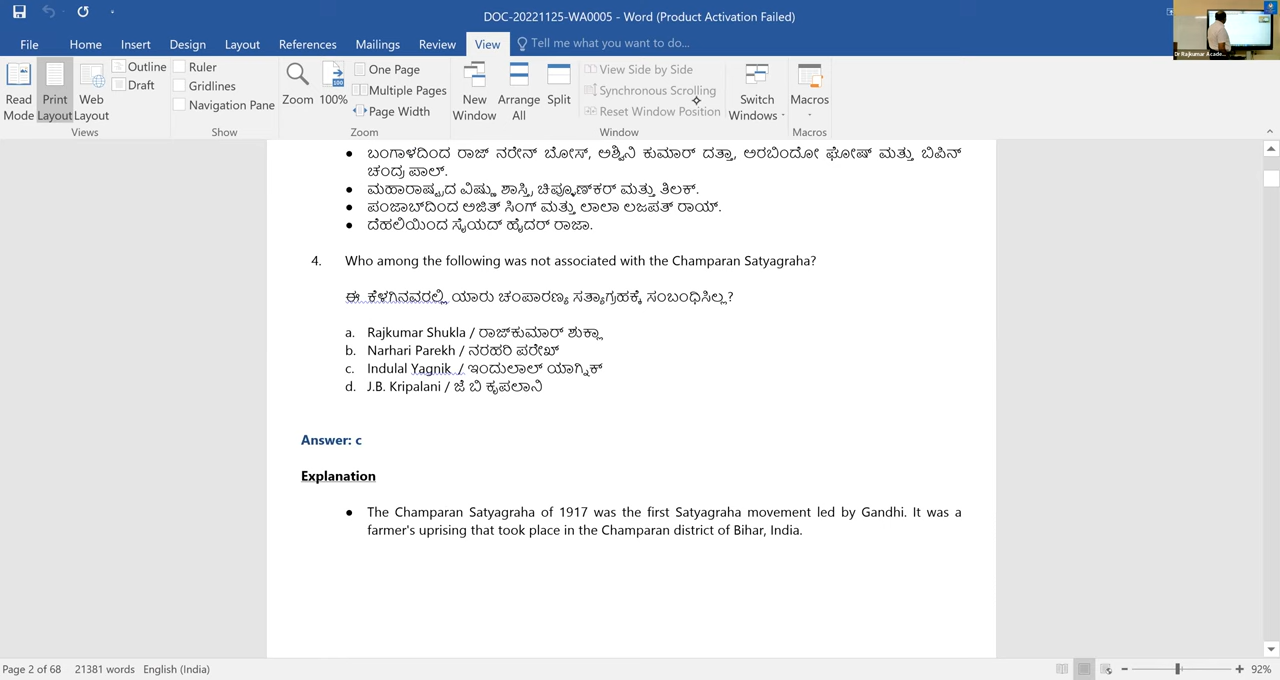 DOC-20221125-WA0005 - Word (Product Activation Failed)
File Home Insert Design Layout References Mailings Review View Tell me what you want to do...
Read Mode Print Layout Web Layout Outline Draft Views
Ruler Gridlines Navigation Pane Show
Zoom 100% One Page Multiple Pages Page Width Zoom
New Window Arrange All Split View Side by Side Synchronous Scrolling Reset Window Position Switch Windows Window
Macros Macros
Dr Rajkumar Acade...
• ಬಂಗಾಳದಿಂದ ರಾಜ್ ನರೇನ್ ಬೋಸ್, ಅಶ್ವಿನಿ ಕುಮಾರ್ ದತ್ತಾ, ಅರಬಿಂದೋ ಘೋಷ್ ಮತ್ತು ಬಿಪಿನ್
ಚಂದ್ರ ಪಾಲ್.
• ಮಹಾರಾಷ್ಟ್ರದ ವಿಷ್ಣು ಶಾಸ್ತ್ರಿ ಚಿಪ್ಳೂಣ್‌ಕರ್ ಮತ್ತು ತಿಲಕ್.
• ಪಂಜಾಬ್‌ದಿಂದ ಅಜಿತ್ ಸಿಂಗ್ ಮತ್ತು ಲಾಲಾ ಲಜಪತ್ ರಾಯ್.
• ದೆಹಲಿಯಿಂದ ಸೈಯದ್ ಹೈದರ್ ರಾಜಾ.
4. Who among the following was not associated with the Champaran Satyagraha?
ಈ ಕೆಳಗಿನವರಲ್ಲಿ ಯಾರು ಚಂಪಾರಣ್ಯ ಸತ್ಯಾಗ್ರಹಕ್ಕೆ ಸಂಬಂಧಿಸಿಲ್ಲ?
a. Rajkumar Shukla / ರಾಜ್‌ಕುಮಾರ್ ಶುಕ್ಲಾ
b. Narhari Parekh / ನರಹರಿ ಪರೇಖ್
c. Indulal Yagnik / ಇಂದುಲಾಲ್ ಯಾಗ್ನಿಕ್
d. J.B. Kripalani / ಜೆ ಬಿ ಕೃಪಲಾನಿ
Answer: c
Explanation
• The Champaran Satyagraha of 1917 was the first Satyagraha movement led by Gandhi. It was a
farmer's uprising that took place in the Champaran district of Bihar, India.
Page 2 of 68 21381 words English (India) 92%